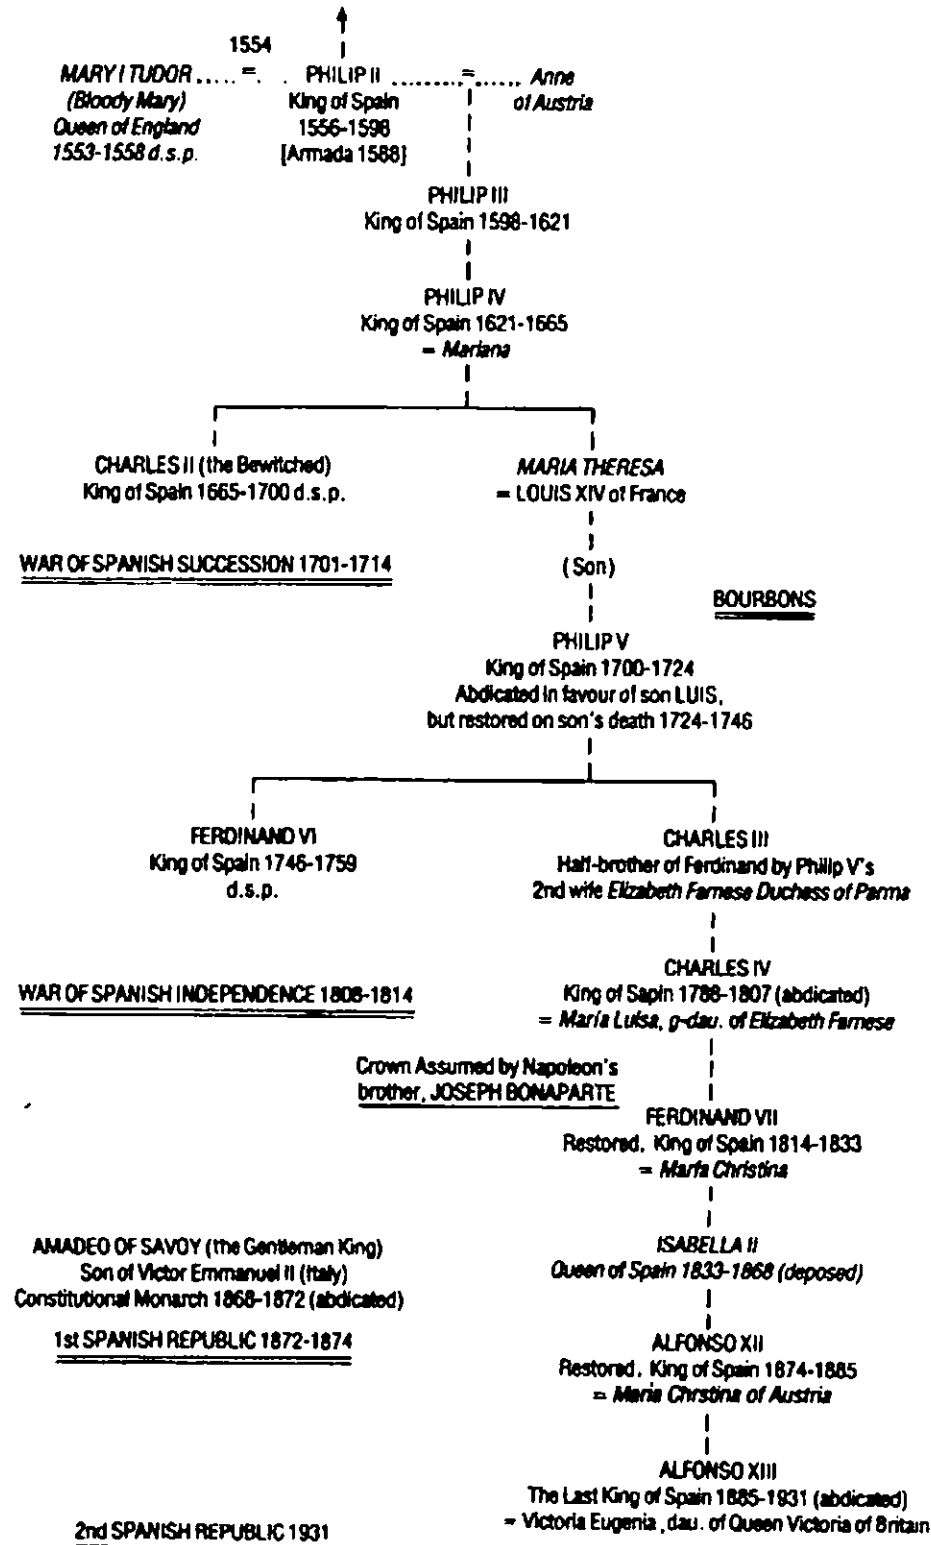 1554
MARY I TUDOR ..... = . . PHILIP II ............ = ............ Anne
(Bloody Mary) King of Spain of Austria
Queen of England 1556-1598
1553-1558 d.s.p. [Armada 1588]
PHILIP III
King of Spain 1598-1621
PHILIP IV
King of Spain 1621-1665
= Mariana
CHARLES II (the Bewitched) MARIA THERESA
King of Spain 1665-1700 d.s.p. = LOUIS XIV of France
WAR OF SPANISH SUCCESSION 1701-1714
(Son)
BOURBONS
PHILIP V
King of Spain 1700-1724
Abdicated in favour of son LUIS,
but restored on son's death 1724-1746
FERDINAND VI CHARLES III
King of Spain 1746-1759 Half-brother of Ferdinand by Philip V's
d.s.p. 2nd wife Elizabeth Farnese Duchess of Parma
CHARLES IV
WAR OF SPANISH INDEPENDENCE 1808-1814 King of Sapin 1788-1807 (abdicated)
= María Luisa, g-dau. of Elizabeth Farnese
Crown Assumed by Napoleon's
brother, JOSEPH BONAPARTE
FERDINAND VII
Restored, King of Spain 1814-1833
= María Christina
AMADEO OF SAVOY (the Gentleman King) ISABELLA II
Son of Victor Emmanuel II (Italy) Queen of Spain 1833-1868 (deposed)
Constitutional Monarch 1868-1872 (abdicated)
1st SPANISH REPUBLIC 1872-1874 ALFONSO XII
Restored, King of Spain 1874-1885
= Maria Chrstina of Austria
ALFONSO XIII
The Last King of Spain 1885-1931 (abdicated)
= Victoria Eugenia, dau. of Queen Victoria of Britain
2nd SPANISH REPUBLIC 1931